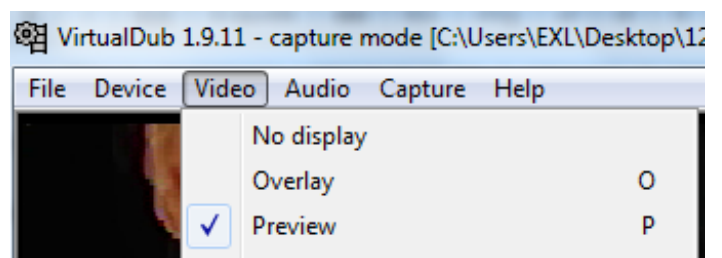 VirtualDub 1.9.11 - capture mode [C:\Users\EXL\Desktop\12
File Device Video Audio Capture Help
No display
Overlay O
Preview P